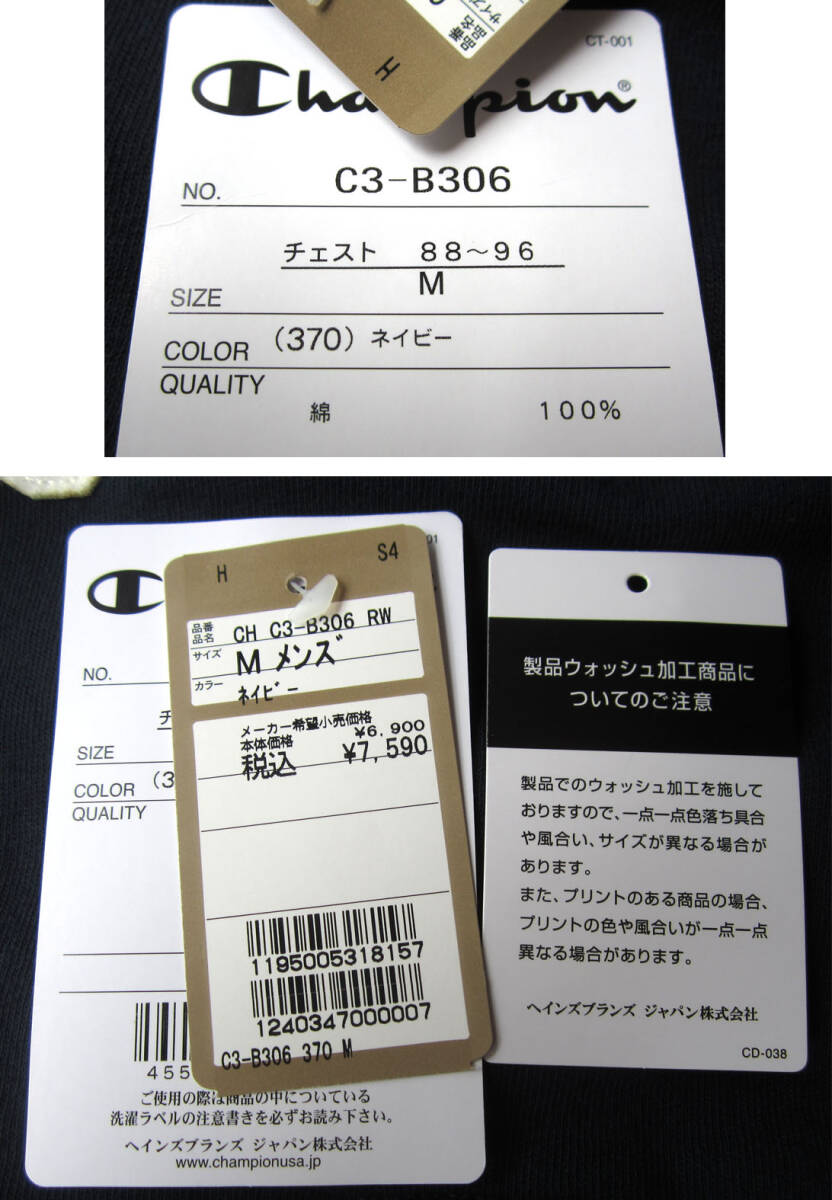 品番
品名
サイズ
H
CT-001
Champion®
NO. C3-B306
チェスト 88~96
SIZE M
COLOR (370) ネイビー
QUALITY
綿 100%
NO.
SIZE
COLOR (3
QUALITY
455
ご使用の際は商品の中についている
洗濯ラベルの注意書きを必ずお読み下さい。
ヘインズブランズ ジャパン株式会社
www.championusa.jp
H S4
品番
品名 CH C3-B306 RW
サイズ M メンズ
カラー ネイビー
メーカー希望小売価格
本体価格 ¥6,900
税込 ¥7,590
1195005318157
1240347000007
C3-B306 370 M
製品ウォッシュ加工商品に
ついてのご注意
製品でのウォッシュ加工を施して
おりますので、一点一点色落ち具合
や風合い、サイズが異なる場合が
あります。
また、プリントのある商品の場合、
プリントの色や風合いが一点一点
異なる場合があります。
ヘインズブランズ ジャパン株式会社
CD-038